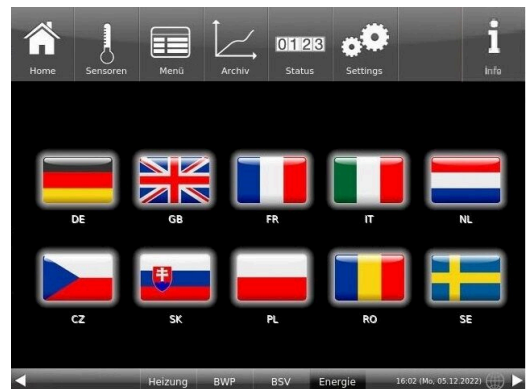 0123
Home Sensoren Menü Archiv Status Settings Info
DE GB FR IT NL
CZ SK PL RO SE
Heizung BWP BSV Energie 16:02 (Mo, 05.12.2022)